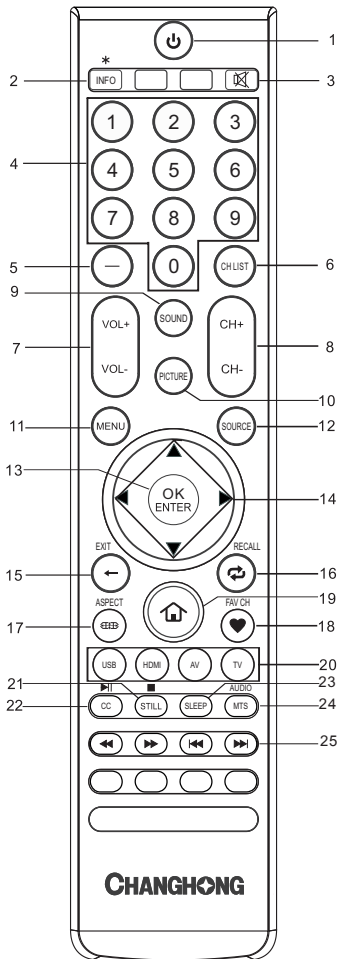 1
*
2 INFO 3
1 2 3
4 4 5 6
7 8 9
5 — 0 CH LIST 6
9 SOUND
VOL+ CH+
7 8
VOL- PICTURE CH-
10
11 MENU SOURCE 12
13 OK
ENTER 14
EXIT RECALL
15 16
19
ASPECT FAV CH
17 18
USB HDMI AV TV 20
21 23
AUDIO
22 CC STILL SLEEP MTS 24
25
CHANGHONG